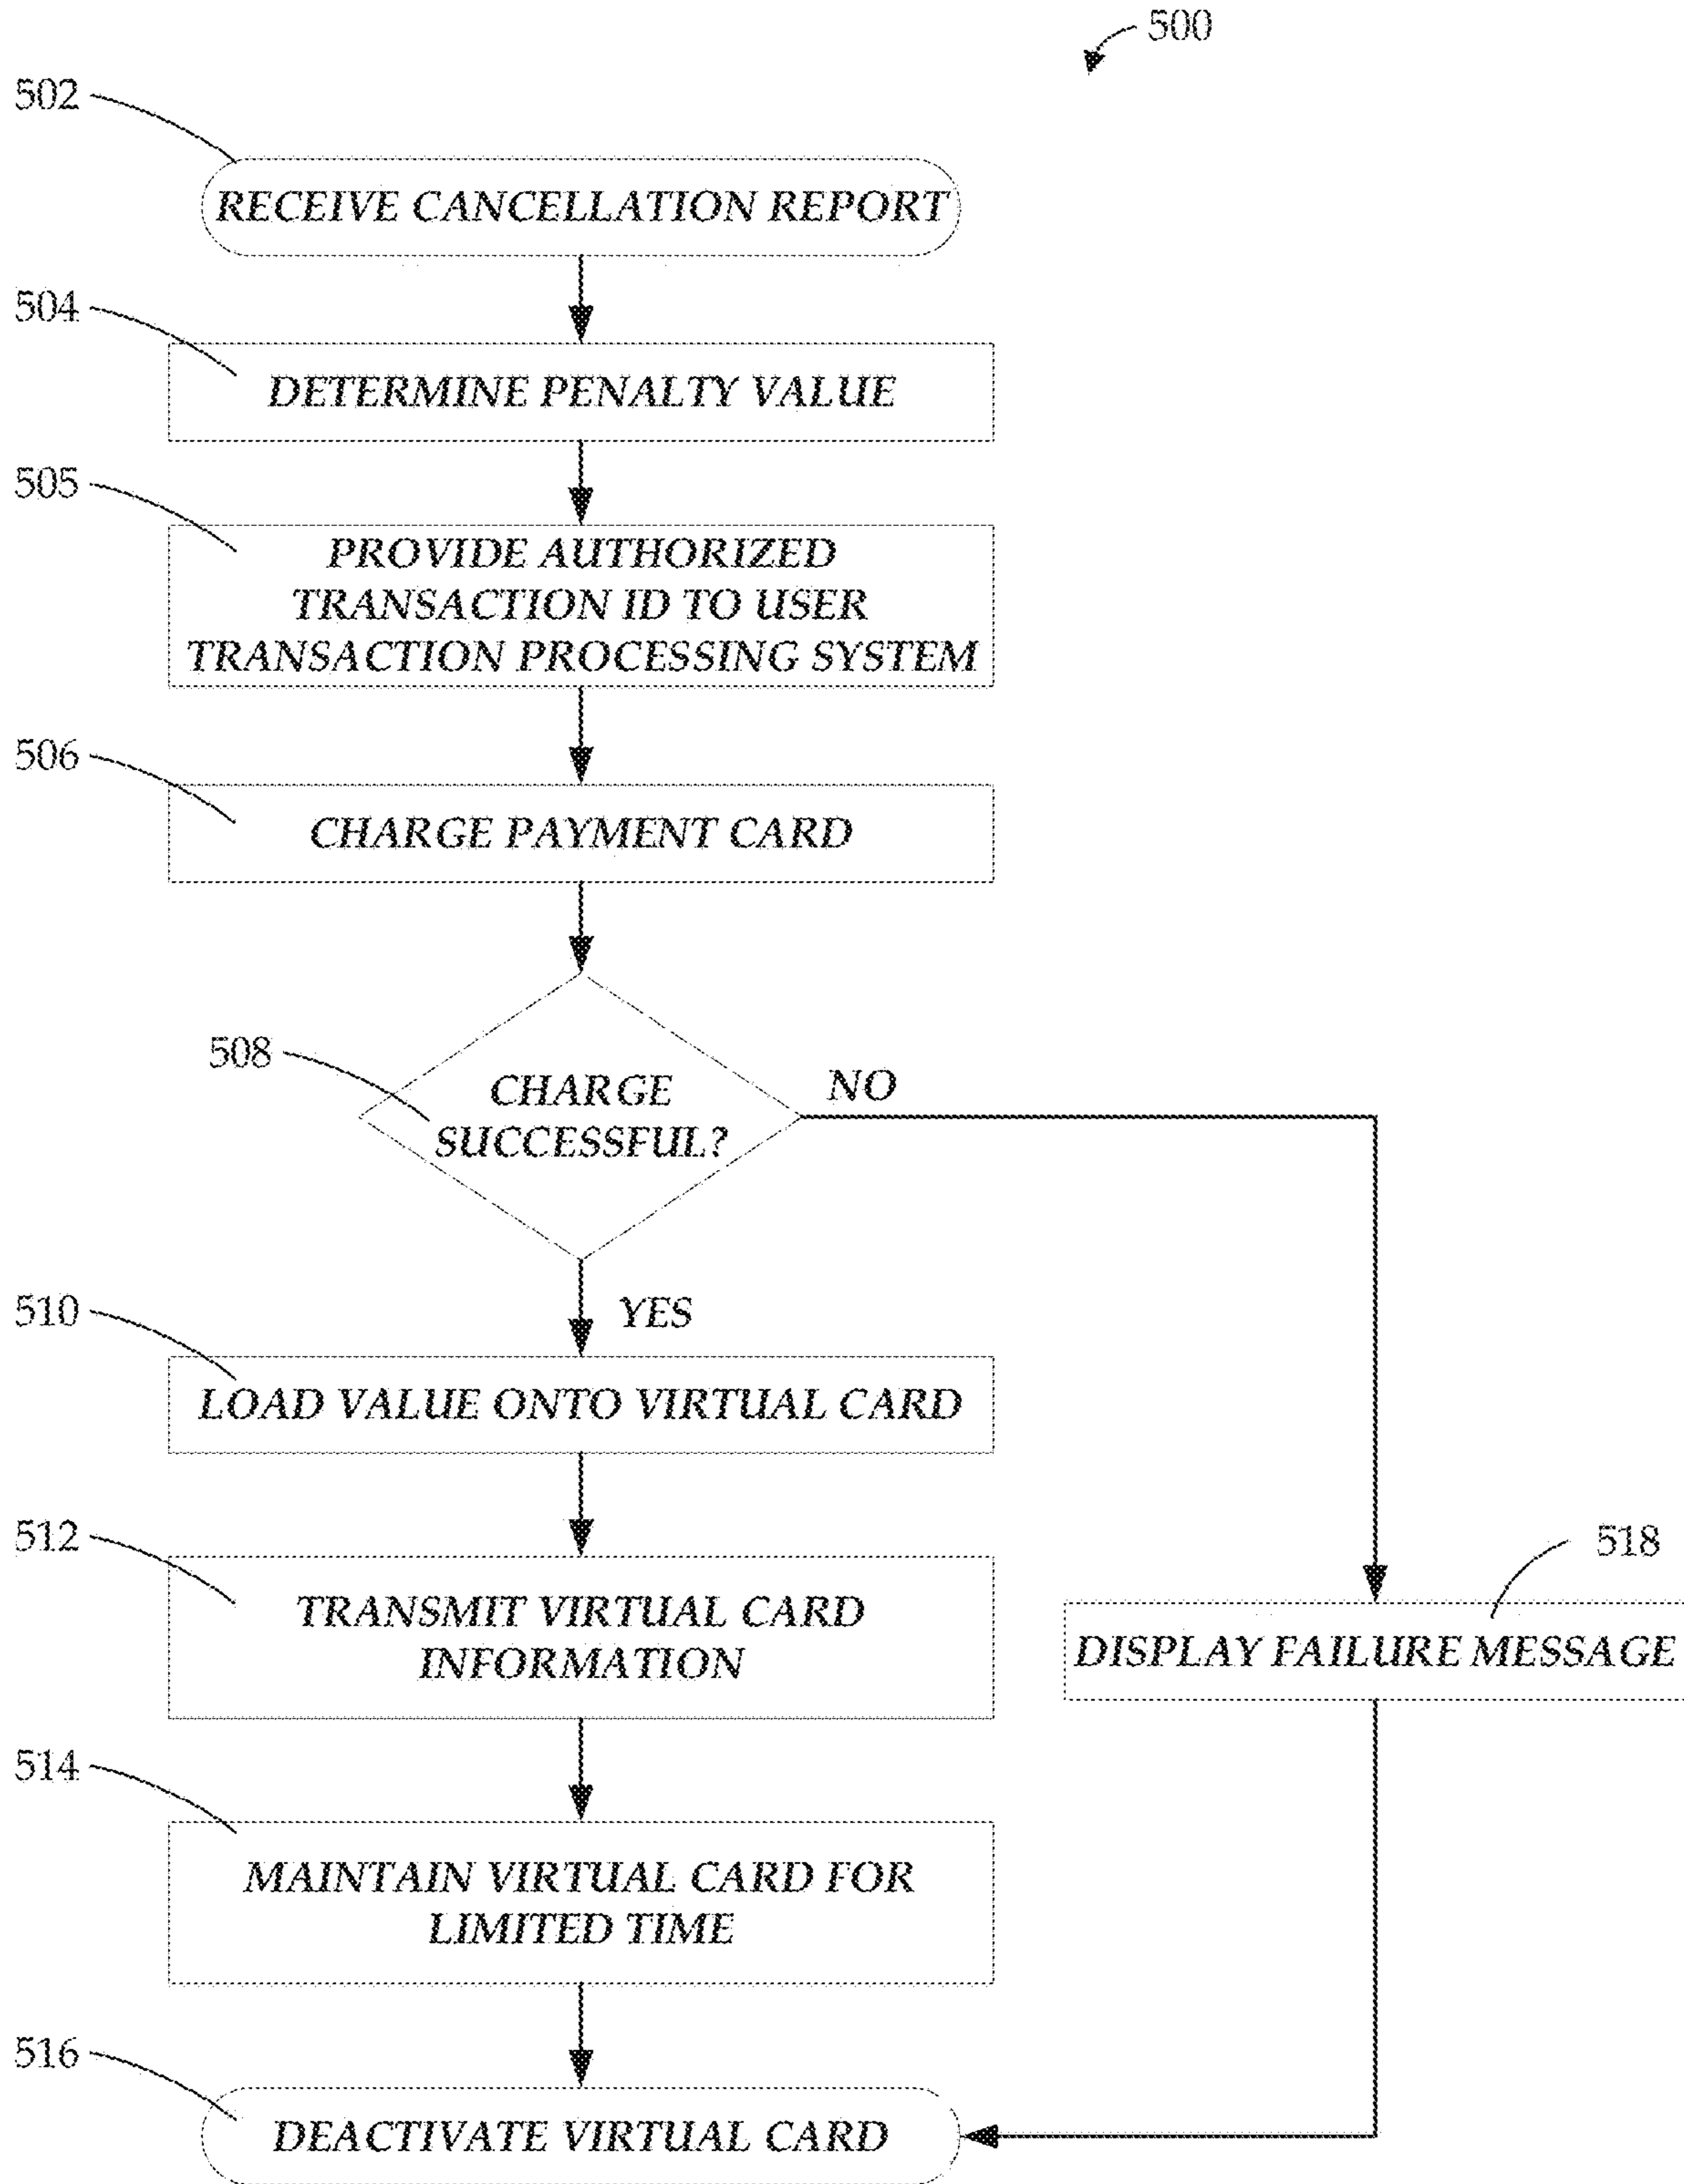 500
502
RECEIVE CANCELLATION REPORT
504
DETERMINE PENALTY VALUE
505
PROVIDE AUTHORIZED
TRANSACTION ID TO USER
TRANSACTION PROCESSING SYSTEM
506
CHARGE PAYMENT CARD
508
CHARGE
SUCCESSFUL?
NO
YES
510
LOAD VALUE ONTO VIRTUAL CARD
512
TRANSMIT VIRTUAL CARD
INFORMATION
518
DISPLAY FAILURE MESSAGE
514
MAINTAIN VIRTUAL CARD FOR
LIMITED TIME
516
DEACTIVATE VIRTUAL CARD